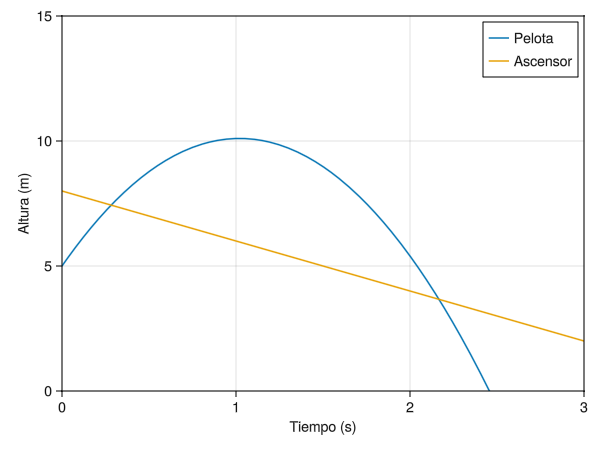 15
10
5
0
Altura (m)
0 1 2 3
Tiempo (s)
Pelota
Ascensor